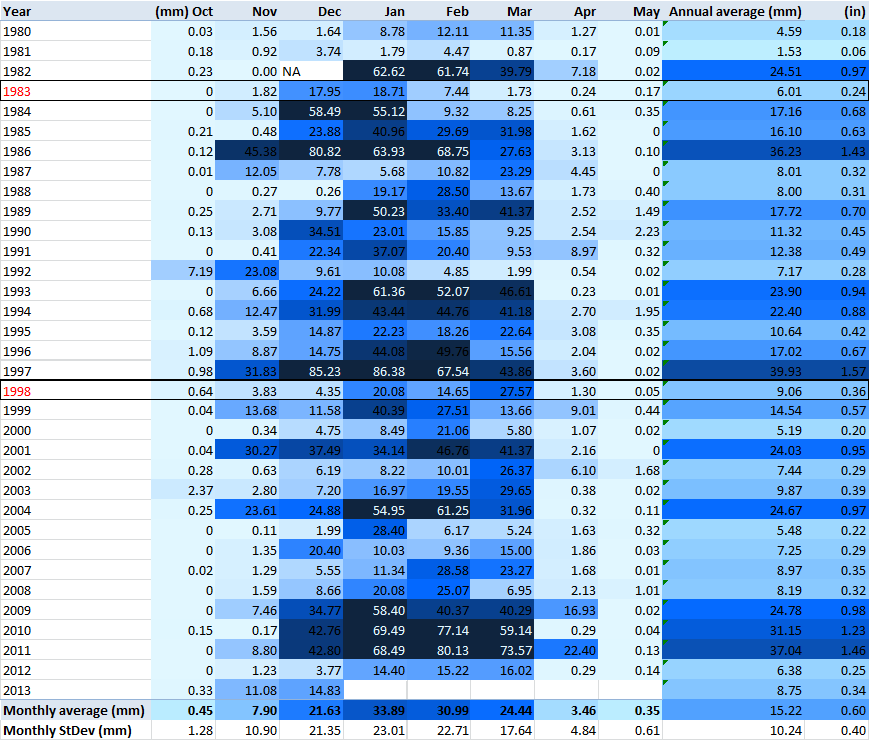 Year (mm) Oct Nov Dec Jan Feb Mar Apr May Annual average (mm) (in)
1980 0.03 1.56 1.64 8.78 12.11 11.35 1.27 0.01 4.59 0.18
1981 0.18 0.92 3.74 1.79 4.47 0.87 0.17 0.09 1.53 0.06
1982 0.23 0.00 NA 62.62 61.74 39.79 7.18 0.02 24.51 0.97
1983 0 1.82 17.95 18.71 7.44 1.73 0.24 0.17 6.01 0.24
1984 0 5.10 58.49 55.12 9.32 8.25 0.61 0.35 17.16 0.68
1985 0.21 0.48 23.88 40.96 29.69 31.98 1.62 0 16.10 0.63
1986 0.12 45.38 80.82 63.93 68.75 27.63 3.13 0.10 36.23 1.43
1987 0.01 12.05 7.78 5.68 10.82 23.29 4.45 0 8.01 0.32
1988 0 0.27 0.26 19.17 28.50 13.67 1.73 0.40 8.00 0.31
1989 0.25 2.71 9.77 50.23 33.40 41.37 2.52 1.49 17.72 0.70
1990 0.13 3.08 34.51 23.01 15.85 9.25 2.54 2.23 11.32 0.45
1991 0 0.41 22.34 37.07 20.40 9.53 8.97 0.32 12.38 0.49
1992 7.19 23.08 9.61 10.08 4.85 1.99 0.54 0.02 7.17 0.28
1993 0 6.66 24.22 61.36 52.07 46.61 0.23 0.01 23.90 0.94
1994 0.68 12.47 31.99 43.44 44.76 41.18 2.70 1.95 22.40 0.88
1995 0.12 3.59 14.87 22.23 18.26 22.64 3.08 0.35 10.64 0.42
1996 1.09 8.87 14.75 44.08 49.76 15.56 2.04 0.02 17.02 0.67
1997 0.98 31.83 85.23 86.38 67.54 43.86 3.60 0.02 39.93 1.57
1998 0.64 3.83 4.35 20.08 14.65 27.57 1.30 0.05 9.06 0.36
1999 0.04 13.68 11.58 40.39 27.51 13.66 9.01 0.44 14.54 0.57
2000 0 0.34 4.75 8.49 21.06 5.80 1.07 0.02 5.19 0.20
2001 0.04 30.27 37.49 34.14 46.76 41.37 2.16 0 24.03 0.95
2002 0.28 0.63 6.19 8.22 10.01 26.37 6.10 1.68 7.44 0.29
2003 2.37 2.80 7.20 16.97 19.55 29.65 0.38 0.02 9.87 0.39
2004 0.25 23.61 24.88 54.95 61.25 31.96 0.32 0.11 24.67 0.97
2005 0 0.11 1.99 28.40 6.17 5.24 1.63 0.32 5.48 0.22
2006 0 1.35 20.40 10.03 9.36 15.00 1.86 0.03 7.25 0.29
2007 0.02 1.29 5.55 11.34 28.58 23.27 1.68 0.01 8.97 0.35
2008 0 1.59 8.66 20.08 25.07 6.95 2.13 1.01 8.19 0.32
2009 0 7.46 34.77 58.40 40.37 40.29 16.93 0.02 24.78 0.98
2010 0.15 0.17 42.76 69.49 77.14 59.14 0.29 0.04 31.15 1.23
2011 0 8.80 42.80 68.49 80.13 73.57 22.40 0.13 37.04 1.46
2012 0 1.23 3.77 14.40 15.22 16.02 0.29 0.14 6.38 0.25
2013 0.33 11.08 14.83 8.75 0.34
Monthly average (mm) 0.45 7.90 21.63 33.89 30.99 24.44 3.46 0.35 15.22 0.60
Monthly StDev (mm) 1.28 10.90 21.35 23.01 22.71 17.64 4.84 0.61 10.24 0.40